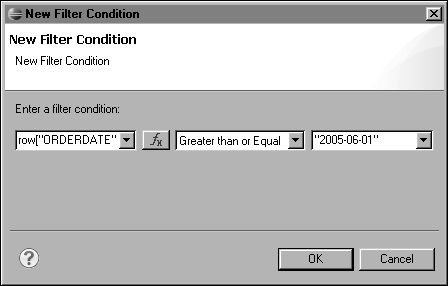 New Filter Condition
New Filter Condition
New Filter Condition
Enter a filter condition:
row["ORDERDATE" fx Greater than or Equal "2005-06-01"
? OK Cancel